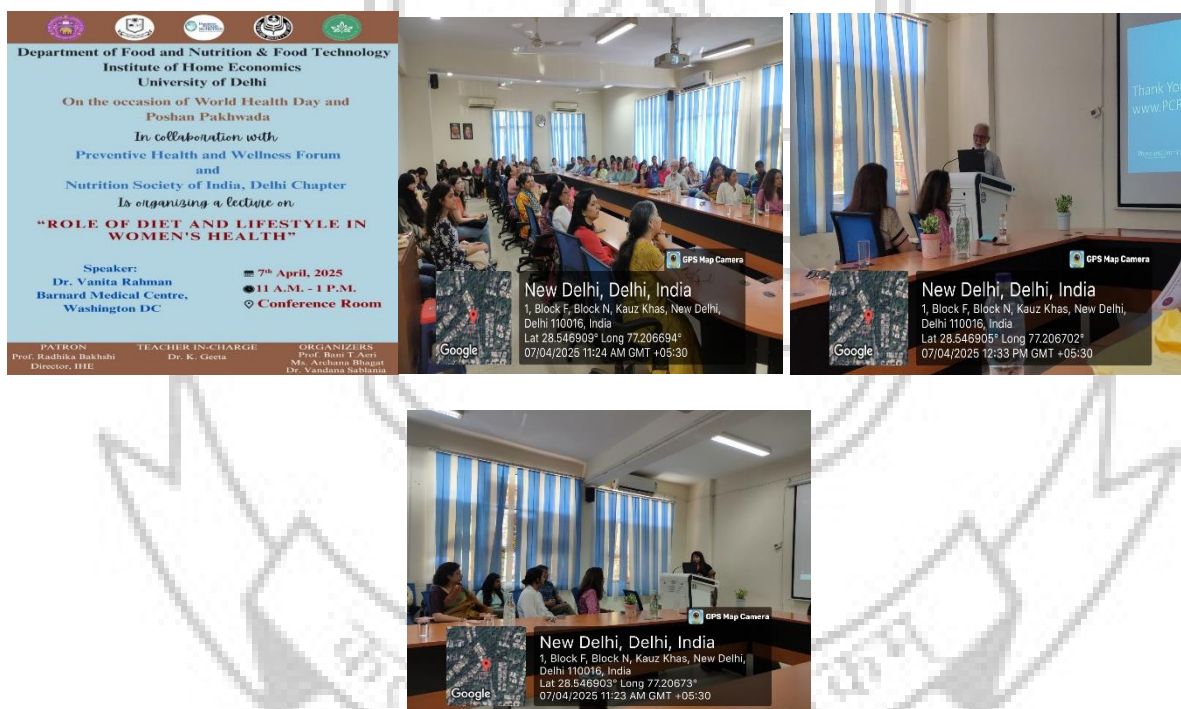 Department of Food and Nutrition & Food Technology
Institute of Home Economics
University of Delhi
On the occasion of World Health Day and
Poshan Pakhwada
In collaboration with
Preventive Health and Wellness Forum
and
Nutrition Society of India, Delhi Chapter
Is organizing a lecture on
“ROLE OF DIET AND LIFESTYLE IN
WOMEN'S HEALTH”
Speaker:
Dr. Vanita Rahman
Barnard Medical Centre,
Washington DC
7th April, 2025
11 A.M. - 1 P.M.
Conference Room
PATRON
Prof. Radhika Bakhshi
Director, IHE
TEACHER IN-CHARGE
Dr. K. Geeta
ORGANIZERS
Prof. Bani T.Aeri
Ms. Archana Bhagat
Dr. Vandana Sablania
GPS Map Camera
Google
New Delhi, Delhi, India
1, Block F, Block N, Kauz Khas, New Delhi,
Delhi 110016, India
Lat 28.546909° Long 77.206694°
07/04/2025 11:24 AM GMT +05:30
Thank You
www.PCR
GPS Map Camera
Google
New Delhi, Delhi, India
1, Block F, Block N, Kauz Khas, New Delhi,
Delhi 110016, India
Lat 28.546905° Long 77.206702°
07/04/2025 12:33 PM GMT +05:30
GPS Map Camera
Google
New Delhi, Delhi, India
1, Block F, Block N, Kauz Khas, New Delhi,
Delhi 110016, India
Lat 28.546903° Long 77.20673°
07/04/2025 11:23 AM GMT +05:30